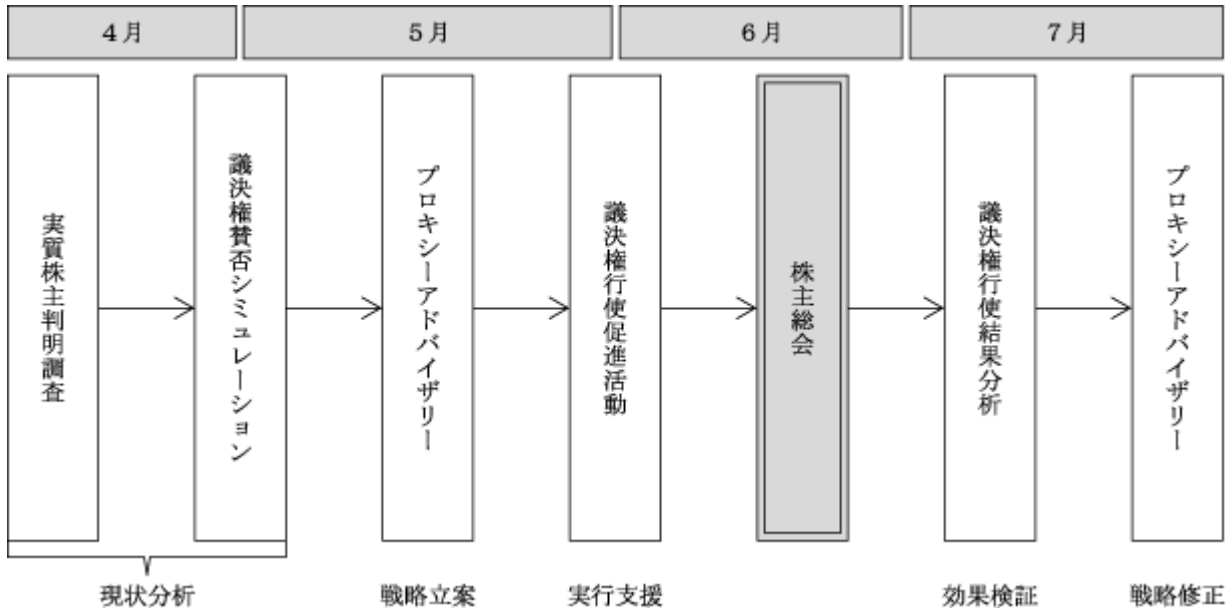 4月
5月
6月
7月
実質株主判明調査
議決権賛否シミュレーション
プロキシーアドバイザリー
議決権行使促進活動
株主総会
議決権行使結果分析
プロキシーアドバイザリー
現状分析
戦略立案
実行支援
効果検証
戦略修正